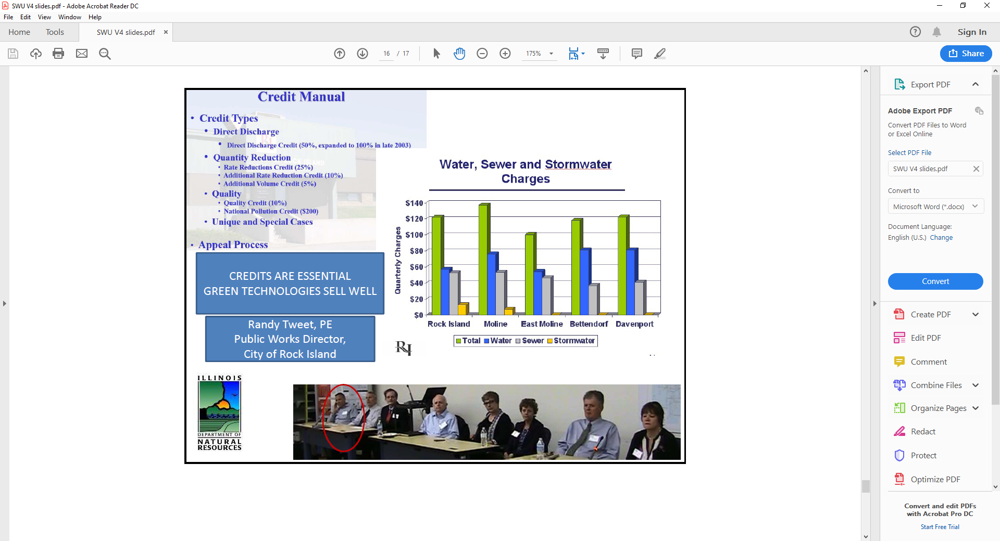 SWU V4 slides.pdf - Adobe Acrobat Reader DC
File Edit View Window Help
Home Tools SWU V4 slides.pdf Sign In
16 / 17 175% Share
Credit Manual
• Credit Types
• Direct Discharge
• Direct Discharge Credit (50%, expanded to 100% in late 2003)
• Quantity Reduction
• Rate Reductions Credit (25%)
• Additional Rate Reduction Credit (10%)
• Additional Volume Credit (5%)
• Quality
• Quality Credit (10%)
• National Pollution Credit ($200)
• Unique and Special Cases
• Appeal Process
CREDITS ARE ESSENTIAL
GREEN TECHNOLOGIES SELL WELL
Randy Tweet, PE
Public Works Director,
City of Rock Island
Water, Sewer and Stormwater
Charges
Quarterly Charges
$140
$120
$100
$80
$60
$40
$20
$0
Rock Island Moline East Moline Bettendorf Davenport
Total Water Sewer Stormwater
RI
ILLINOIS
DEPARTMENT OF
NATURAL
RESOURCES
Export PDF
Adobe Export PDF
Convert PDF Files to Word
or Excel Online
Select PDF File
SWU V4 slides.pdf
Convert to
Microsoft Word (*.docx)
Document Language:
English (U.S.) Change
Convert
Create PDF
Edit PDF
Comment
Combine Files
Organize Pages
Redact
Protect
Optimize PDF
Convert and edit PDFs
with Acrobat Pro DC
Start Free Trial